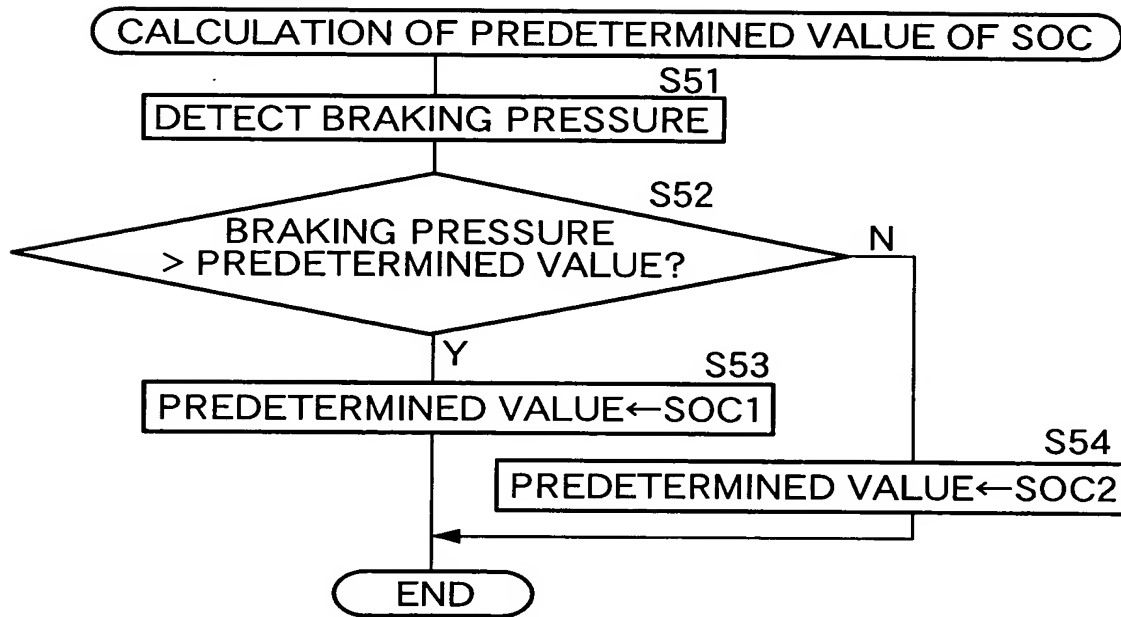 CALCULATION OF PREDETERMINED VALUE OF SOC
S51
DETECT BRAKING PRESSURE
S52
BRAKING PRESSURE
> PREDETERMINED VALUE?
N
Y
S53
PREDETERMINED VALUE←SOC1
S54
PREDETERMINED VALUE←SOC2
END